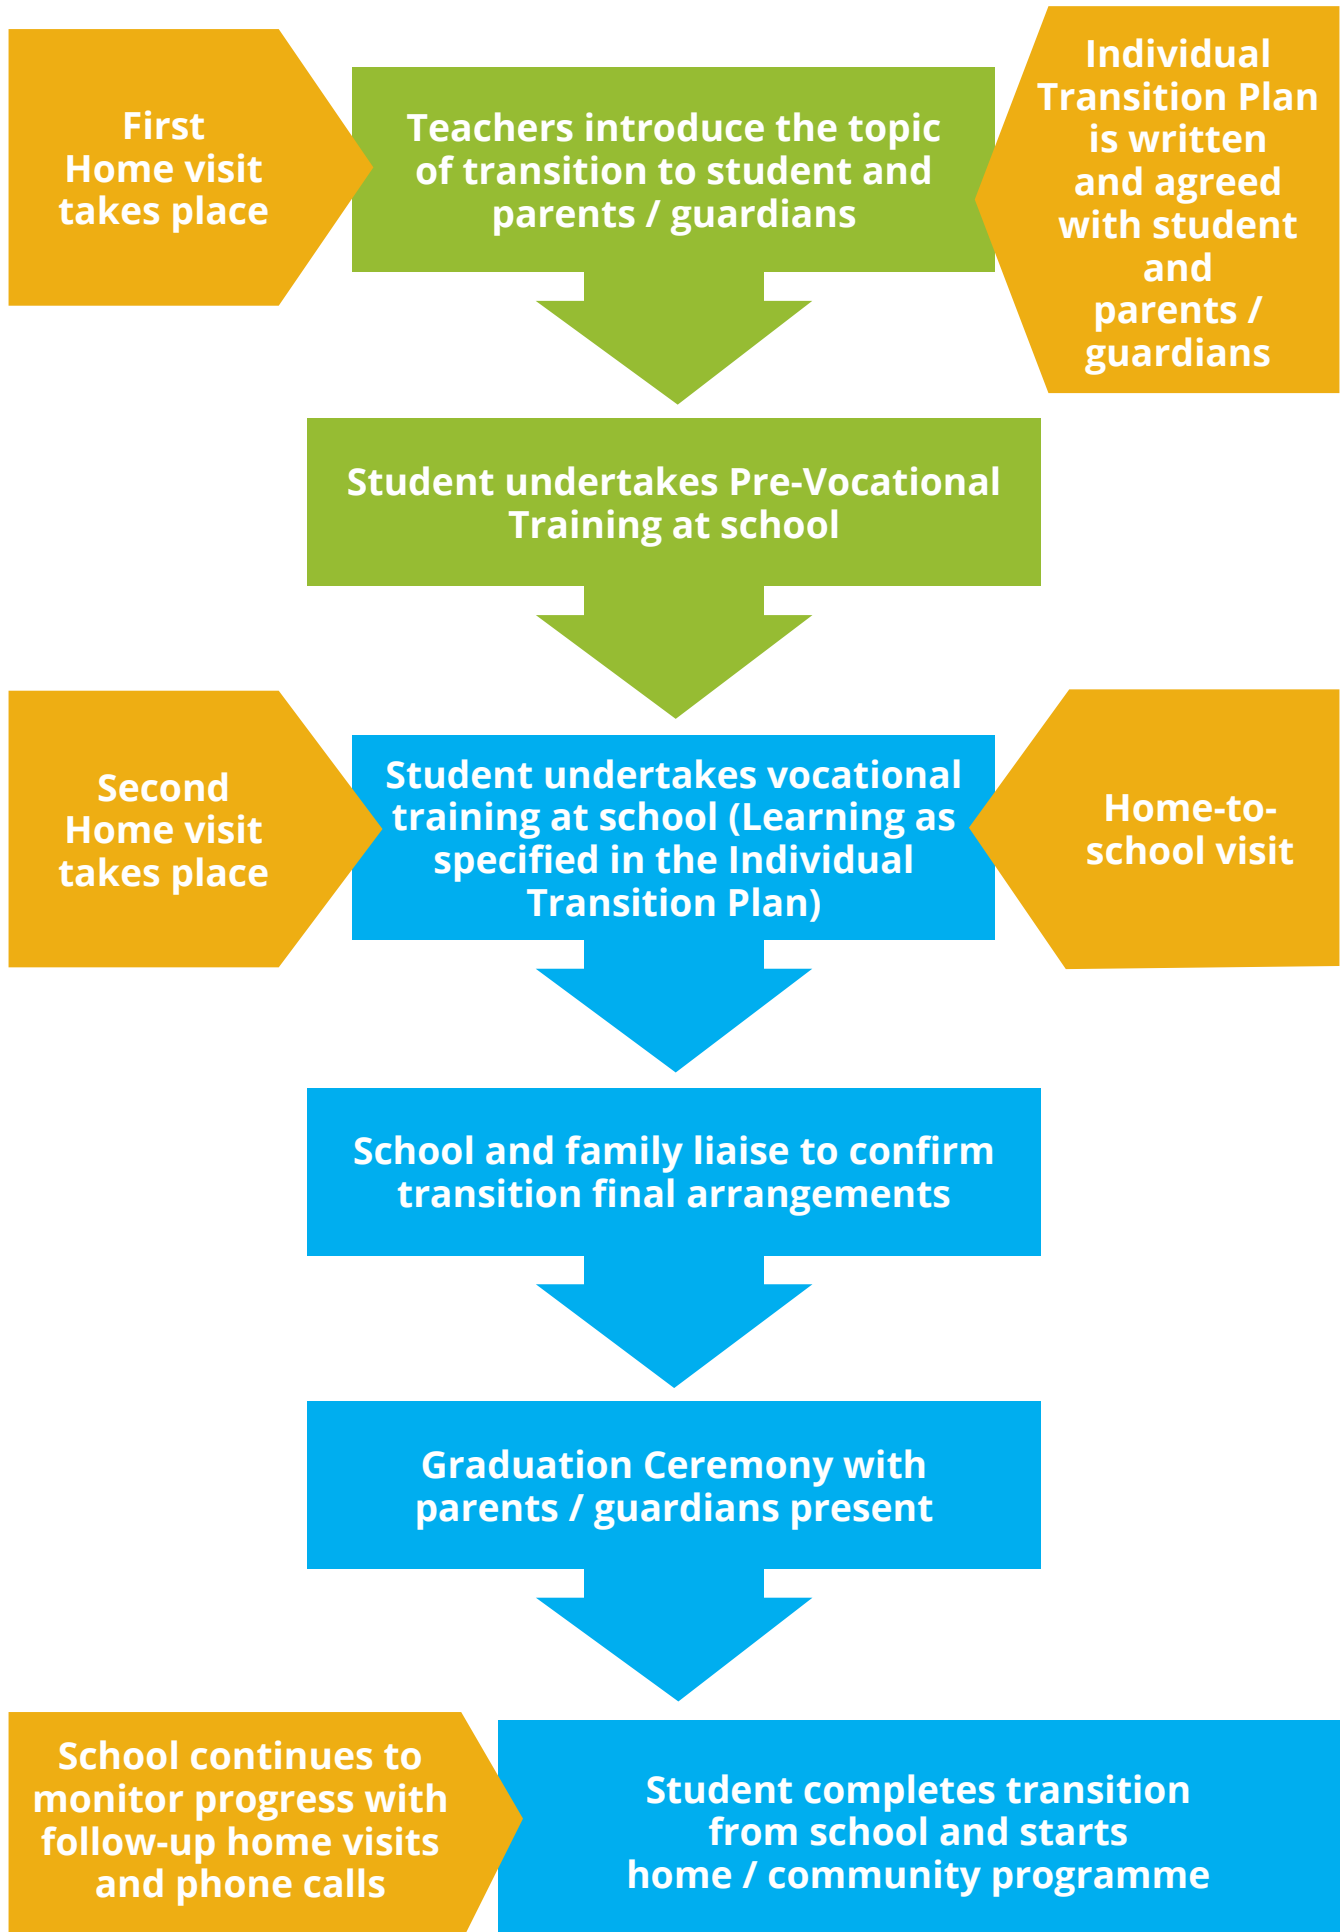 First
Home visit
takes place
Teachers introduce the topic
of transition to student and
parents / guardians
Individual
Transition Plan
is written
and agreed
with student
and
parents /
guardians
Student undertakes Pre-Vocational
Training at school
Second
Home visit
takes place
Student undertakes vocational
training at school (Learning as
specified in the Individual
Transition Plan)
Home-to-
school visit
School and family liaise to confirm
transition final arrangements
Graduation Ceremony with
parents / guardians present
School continues to
monitor progress with
follow-up home visits
and phone calls
Student completes transition
from school and starts
home / community programme